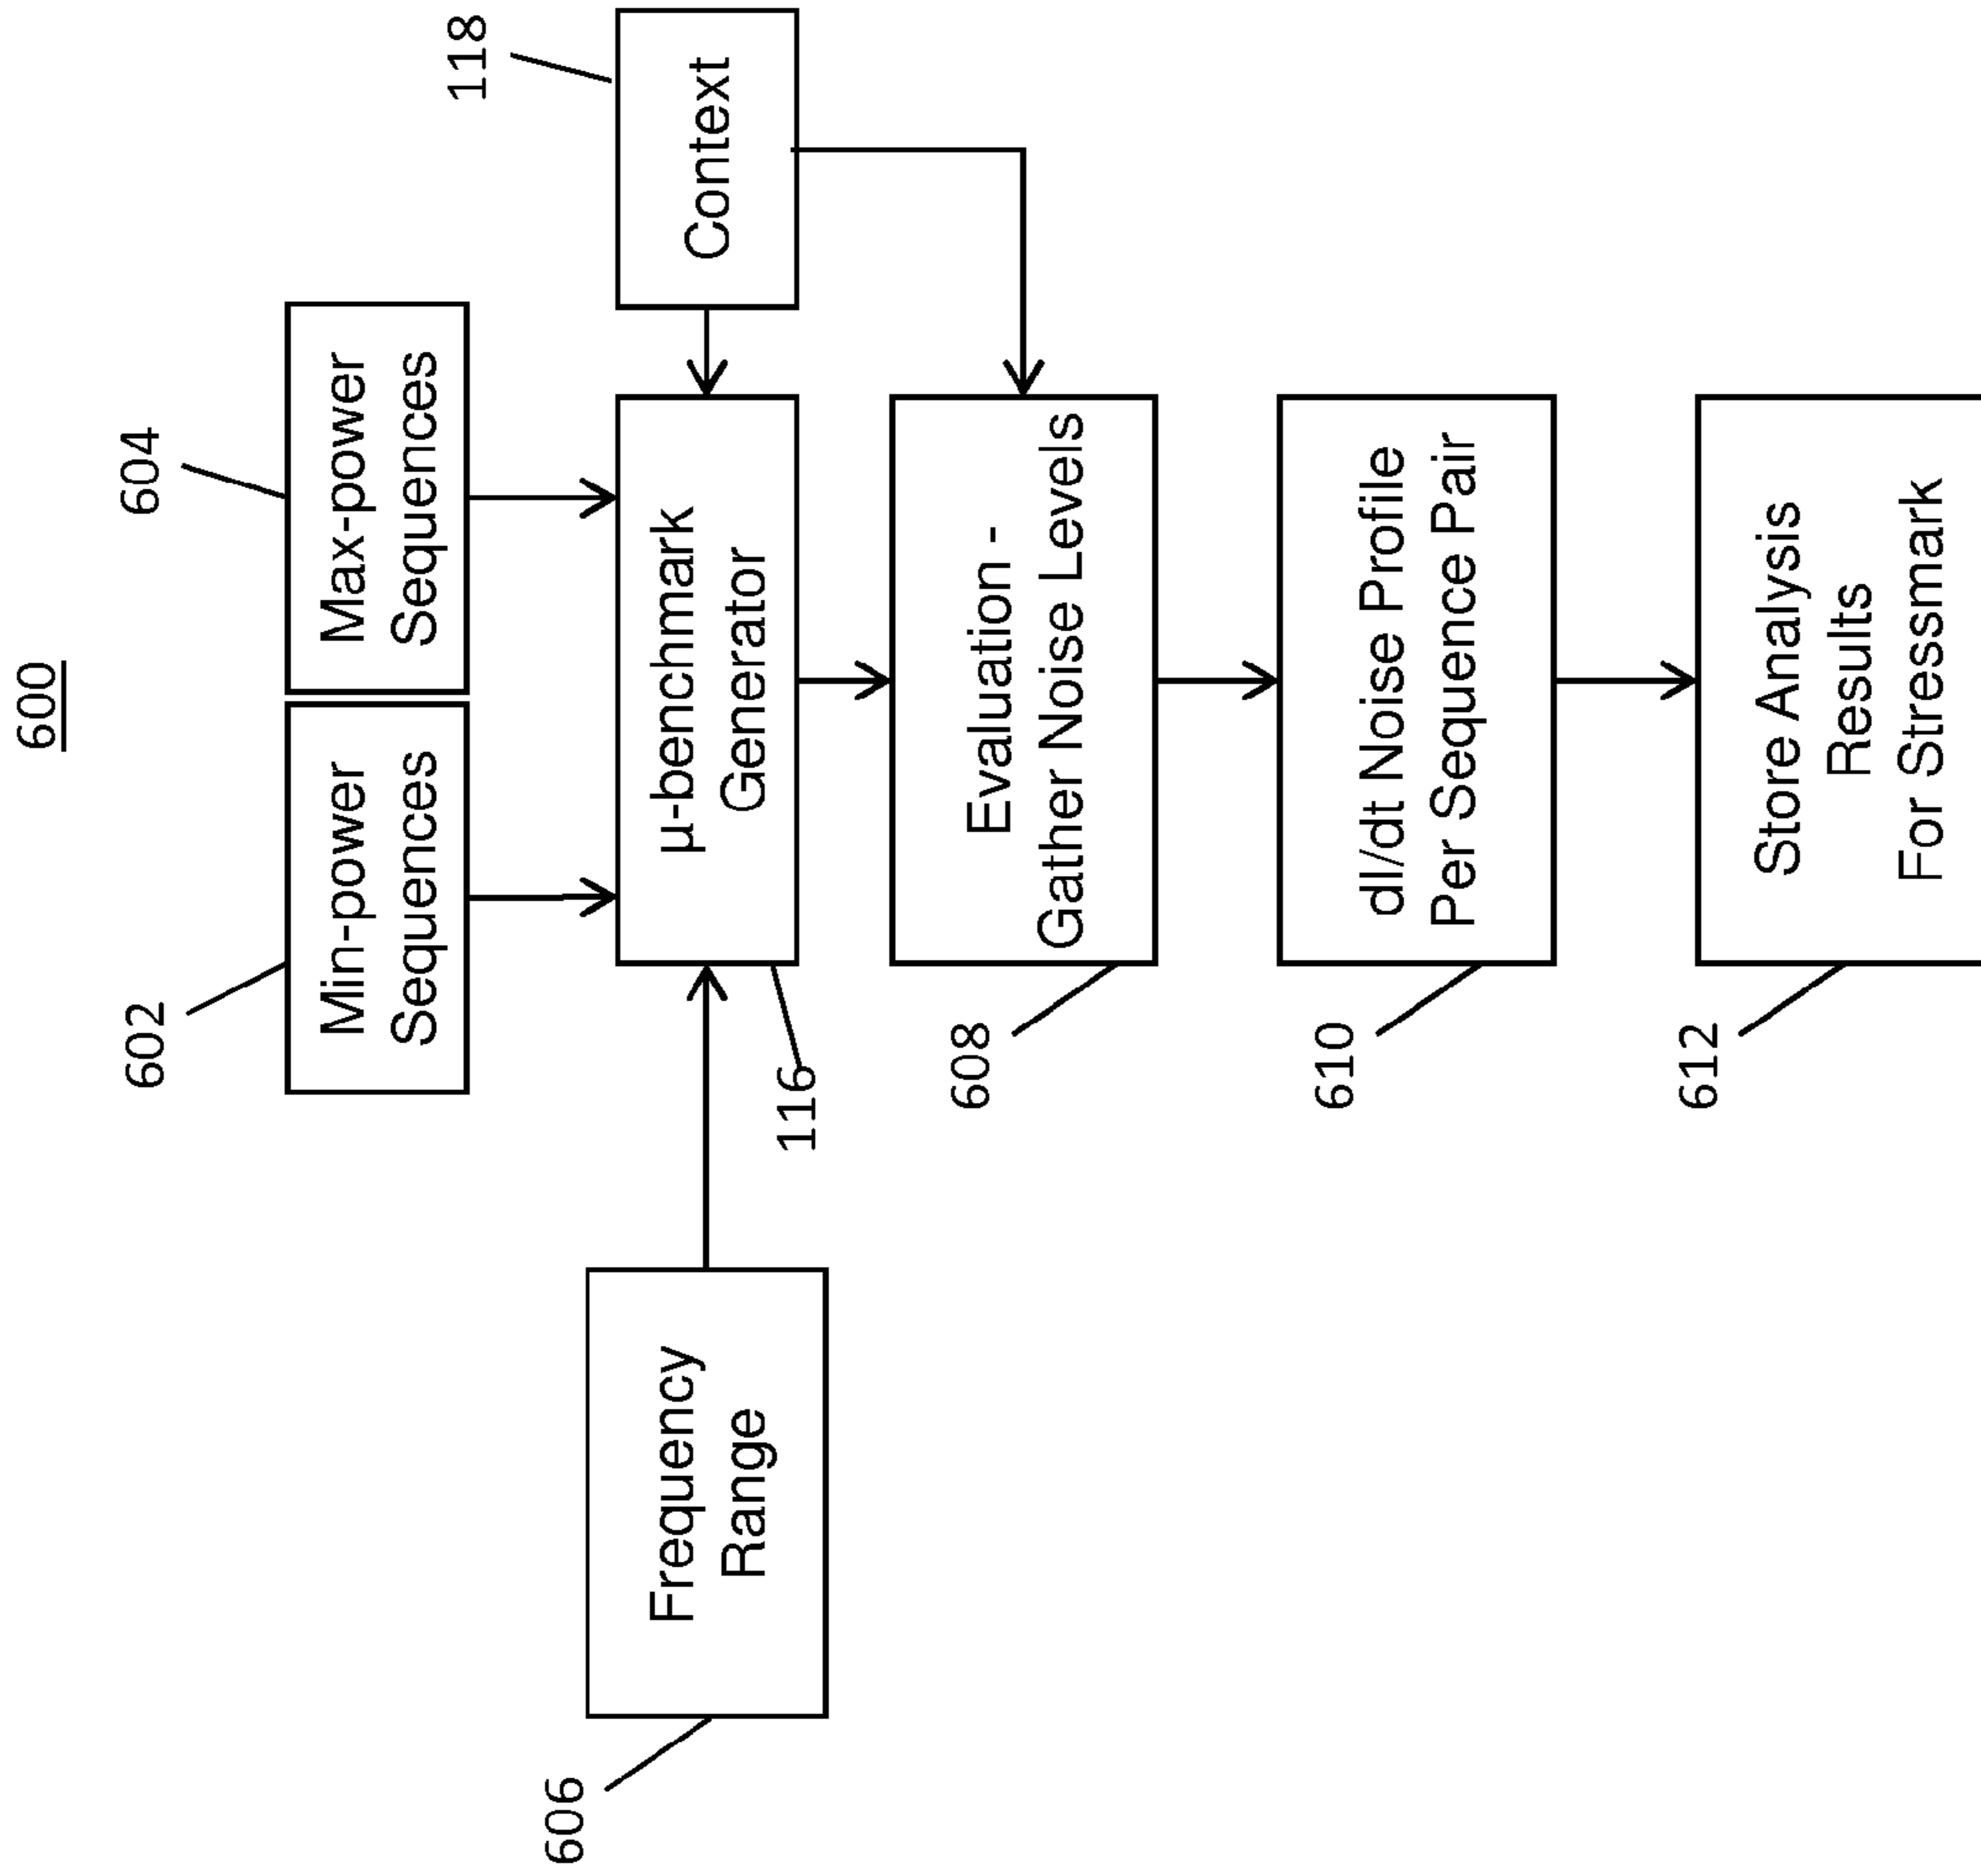 600
602
Min-power
Sequences
604
Max-power
Sequences
606
Frequency
Range
µ-benchmark
Generator
116
Context
118
Evaluation -
Gather Noise Levels
608
dI/dt Noise Profile
Per Sequence Pair
610
Store Analysis
Results
For Stressmark
612